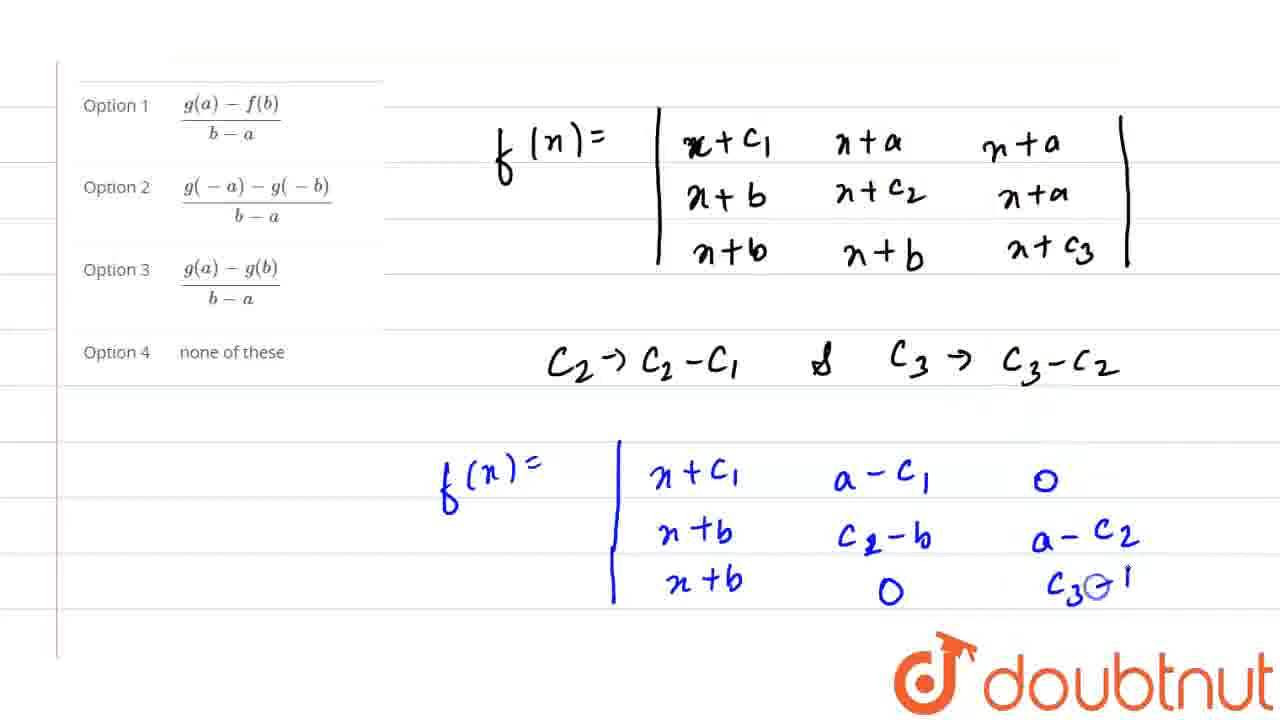 Option 1 g(a) − f(b) / b − a
Option 2 g(−a) − g(−b) / b − a
Option 3 g(a) − g(b) / b − a
Option 4 none of these
f(x) = | x + c₁ x + a x + a |
| x + b x + c₂ x + a |
| x + b x + b x + c₃ |
C₂ → C₂ − C₁ & C₃ → C₃ − C₂
f(x) = | x + c₁ a − c₁ 0
| x + b c₂ − b a − c₂
| x + b 0 c₃ −
doubtnut